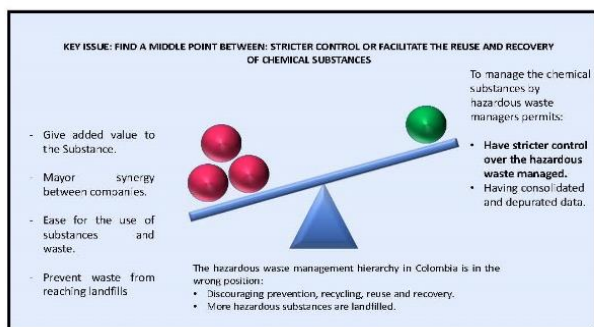 KEY ISSUE: FIND A MIDDLE POINT BETWEEN: STRICTER CONTROL OR FACILITATE THE REUSE AND RECOVERY
OF CHEMICAL SUBSTANCES
- Give added value to
the Substance.
- Mayor synergy
between companies.
- Ease for the use of
substances and
waste.
- Prevent waste from
reaching landfills
To manage the chemical
substances by
hazardous waste
managers permits:
• Have stricter control
over the hazardous
waste managed.
• Having consolidated
and depurated data.
The hazardous waste management hierarchy in Colombia is in the
wrong position:
• Discouraging prevention, recycling, reuse and recovery.
• More hazardous substances are landfilled.